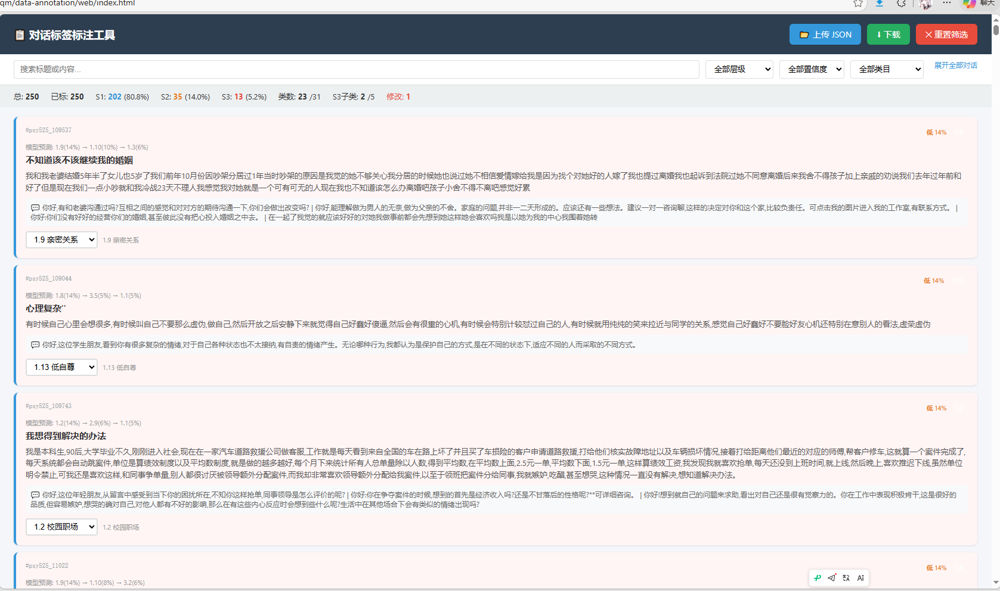 qm/data-annotation/web/index.html
聊天
📋 对话标签标注工具
📂 上传 JSON
⬇ 下载
✕ 重置筛选
搜索标题或内容...
全部层级
全部置信度
全部类目
展开全部对话
总: 250 已标: 250 S1: 202 (80.8%) S2: 35 (14.0%) S3: 13 (5.2%) 类数: 23 /31 S3子类: 2 /5 修改: 1
#psy525_109537
低 14%
模型预测: 1.9(14%) → 1.10(10%) → 1.3(6%)
不知道该不该继续我的婚姻
我和我老婆结婚5年半了女儿也5岁了我们前年10月份因吵架分居过1年当时吵架的原因是我觉的她不够关心我分居的时候她也说过她不相信爱情嫁给我是因为找个对她好的人嫁了我也提过离婚我也起诉到法院过她不同意离婚后来我舍不得孩子加上亲戚的劝说我们去年过年前和
好了但是现在我们一点小吵就和我冷战23天不理人我感觉我对她就是一个可有可无的人现在我也不知道该怎么办离婚吧孩子小舍不得不离吧感觉好累
💬 你好,有和老婆沟通过吗?互相之间的感觉和对对方的期待沟通一下,你们会做出改变吗? | 你好,能理解做为男人的无奈,做为父亲的不舍。家庭的问题,并非一二天形成的。应该还有一些想法。建议一对一咨询聊,这样的决定对你和这个家,比较负责任。可点击我的图片进入我的工作室,有联系方式。 |
你好:你们没有好好的经营你们的婚姻,甚至彼此没有把心投入婚姻之中去。 | 在一起了我觉的就应该好好的对她我做事前都会先想到她这样她会喜欢吗我是以她为我的中心我围着她转
1.9 亲密关系
1.9 亲密关系
#psy525_109044
低 14%
模型预测: 1.8(14%) → 3.5(5%) → 1.1(5%)
心理复杂''
有时候自己心里会想很多,有时候叫自己不要那么虚伪,做自己,然后开放之后安静下来就觉得自己好蠢好傻逼,然后会有很重的心机,有时候会特别计较怼过自己的人,有时候就用纯纯的笑来拉近与同学的关系,感觉自己好蠢好不要脸好友心机还特别在意别人的看法,虚荣虚伪
💬 你好,这位学生朋友,看到你有很多复杂的情绪,对于自己各种状态也不太接纳,有自责的情绪产生。无论哪种行为,我都认为是保护自己的方式,是在不同的状态下,适应不同的人而采取的不同方式。
1.13 低自尊
1.13 低自尊
#psy525_109743
低 14%
模型预测: 1.2(14%) → 2.9(6%) → 1.1(5%)
我想得到解决的办法
我是本科生,90后,大学毕业不久,刚刚进入社会,现在在一家汽车道路救援公司做客服,工作就是每天看到来自全国的车在路上坏了并且买了车损险的客户申请道路救援,打给他们核实故障地址以及车辆损坏情况,接着打给距离他们最近的对应的师傅,帮客户修车,这就算一个案件完成了,
每天系统都会自动跳案件,单位是算绩效制度以及平均数制度,就是做的越多越好,每个月下来统计所有人总单量除以人数,得到平均数,在平均数上面,2.5元一单,平均数下面,1.5元一单,这样算绩效工资,我发现我就喜欢抢单,每天还没到上班时间,就上线,然后晚上,喜欢推迟下线,虽然单位
明令禁止,可我还是喜欢这样,和同事争单量,别人都很讨厌被领导额外分配案件,而我却非常喜欢领导额外分配给我案件,以至于领班把案件分给同事,我就嫉妒,吃醋,甚至想哭,这种情况一直没有解决,想知道解决办法。
💬 你好,这位年轻朋友,从留言中感受到当下你的困扰所在,不知你这样抢单,同事领导是怎么评价的呢? | 你好:你在争夺案件的时候,想到的首先是经济收入吗?还是不甘落后的性格呢?**可详细咨询。 | 你好!想到就自己的问题来求助,看出对自己还是很有觉察力的。你在工作中表现积极肯干,这是很好的
品质,但容易嫉妒,想哭的确对自己,对他人都有不好的影响,那么在有这些内心反应时会想到些什么呢?生活中在其他场合下会有类似的情绪出现吗?
1.2 校园职场
1.2 校园职场
#psy525_11022
低 14%
模型预测: 1.9(14%) → 1.10(8%) → 3.2(6%)